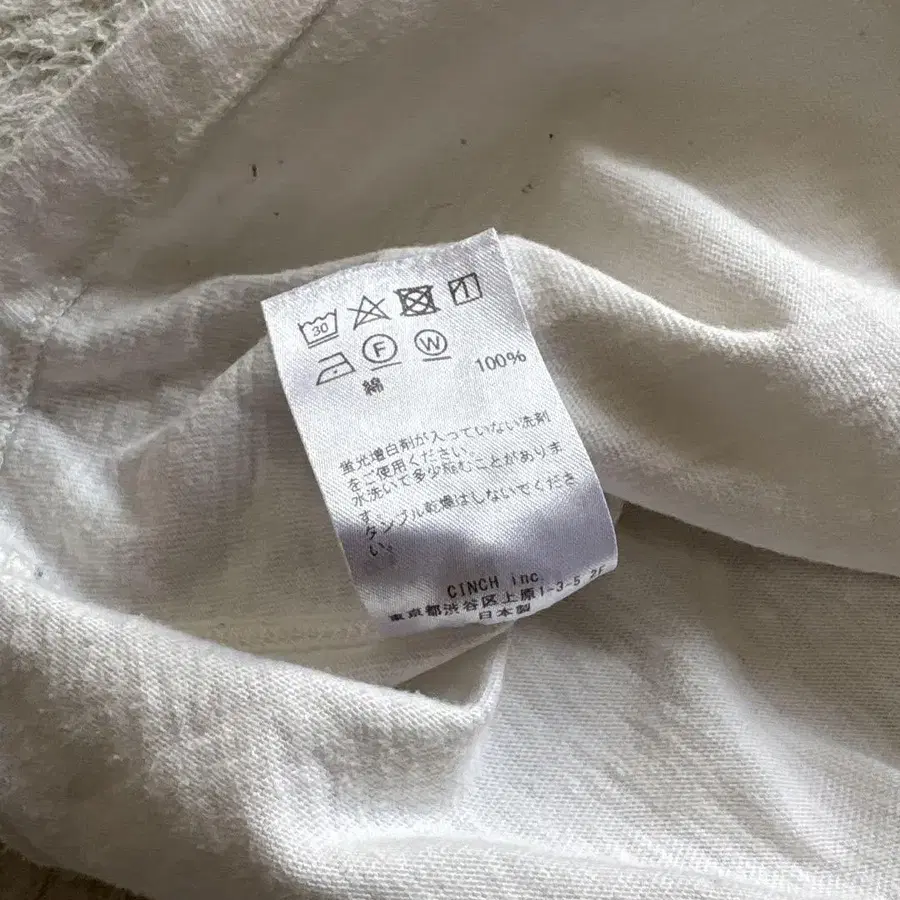 30
F W
綿 100%
蛍光増白剤が入っていない洗剤
をご使用ください。
水洗いで多少縮むことがありま
す。
タンブル乾燥はしないでくださ
い。
CINCH inc.
東京都渋谷区上原1-3-5 2F
日本製